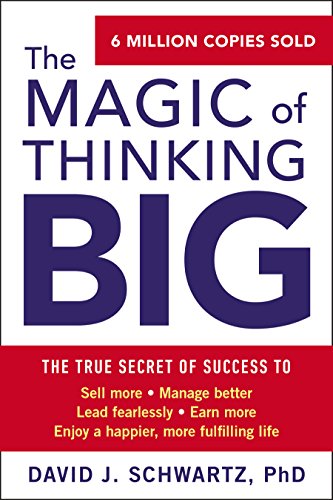 6 MILLION COPIES SOLD
The
MAGIC of
THINKING
BIG
THE TRUE SECRET OF SUCCESS TO
Sell more • Manage better
Lead fearlessly • Earn more
Enjoy a happier, more fulfilling life
DAVID J. SCHWARTZ, PhD